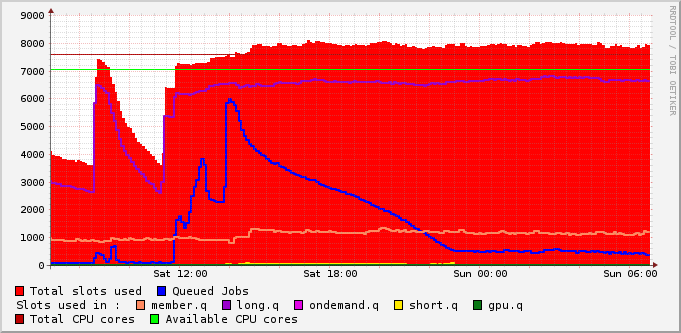 9000
8000
7000
6000
5000
4000
3000
2000
1000
0
Sat 12:00 Sat 18:00 Sun 00:00 Sun 06:00
Total slots used Queued Jobs
Slots used in : member.q long.q ondemand.q short.q gpu.q
Total CPU cores Available CPU cores
RRDTOOL / TOBI OETIKER